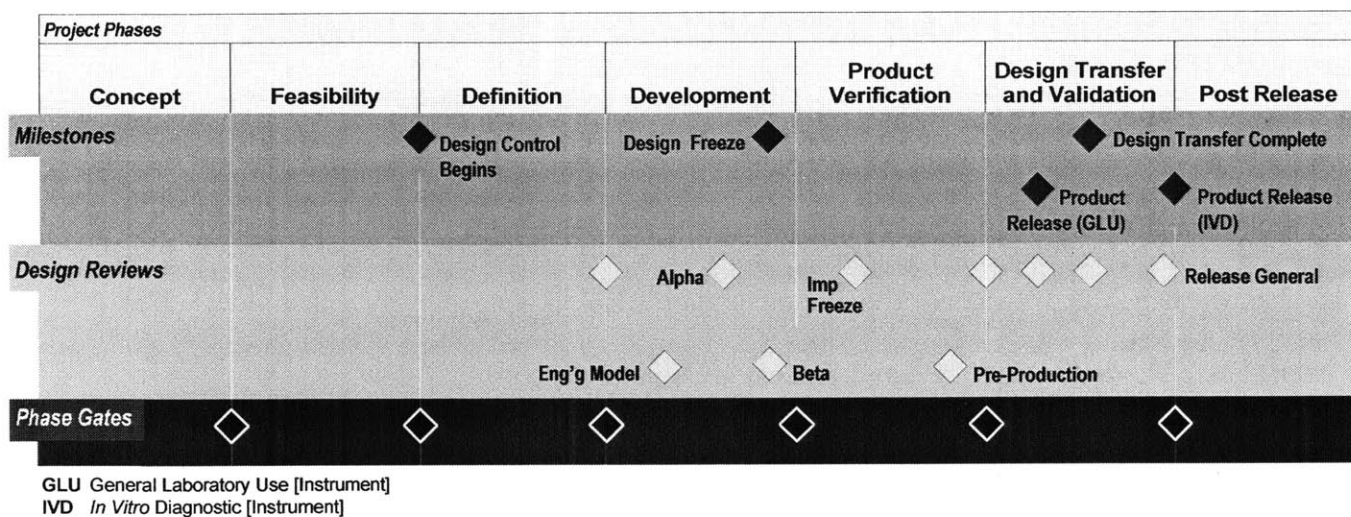 Project Phases
Concept
Feasibility
Definition
Development
Product
Verification
Design Transfer
and Validation
Post Release
Milestones
Design Control
Begins
Design Freeze
Design Transfer Complete
Product
Release (GLU)
Product Release
(IVD)
Design Reviews
Alpha
Imp
Freeze
Release General
Eng'g Model
Beta
Pre-Production
Phase Gates
GLU General Laboratory Use [Instrument]
IVD In Vitro Diagnostic [Instrument]